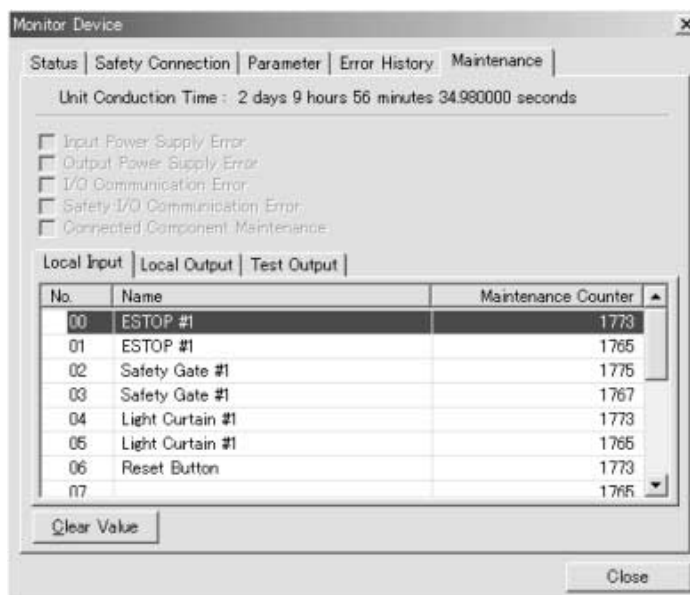 Monitor Device
Status Safety Connection Parameter Error History Maintenance
Unit Conduction Time : 2 days 9 hours 56 minutes 34.980000 seconds
Input Power Supply Error
Output Power Supply Error
I/O Communication Error
Safety I/O Communication Error
Connected Component Maintenance
Local Input Local Output Test Output
No. Name Maintenance Counter
00 ESTOP #1 1773
01 ESTOP #1 1765
02 Safety Gate #1 1775
03 Safety Gate #1 1767
04 Light Curtain #1 1773
05 Light Curtain #1 1765
06 Reset Button 1773
07 1765
Clear Value
Close